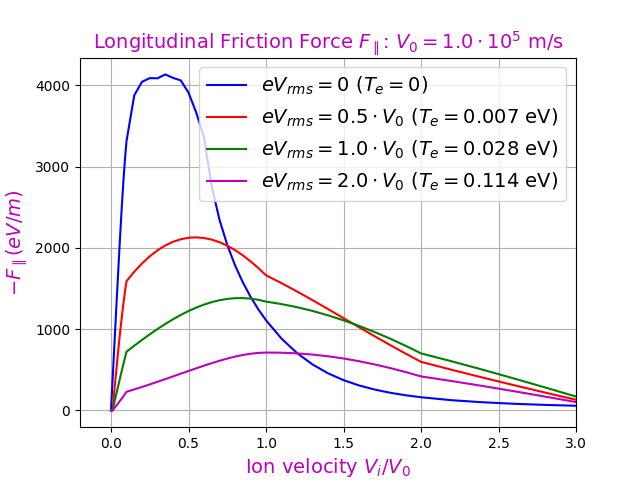 Longitudinal Friction Force F∥: V₀ = 1.0 · 10⁵ m/s
eV_rms = 0 (T_e = 0)
eV_rms = 0.5 · V₀ (T_e = 0.007 eV)
eV_rms = 1.0 · V₀ (T_e = 0.028 eV)
eV_rms = 2.0 · V₀ (T_e = 0.114 eV)
−F∥ (eV/m)
4000
3000
2000
1000
0
0.0 0.5 1.0 1.5 2.0 2.5 3.0
Ion velocity V_i/V₀